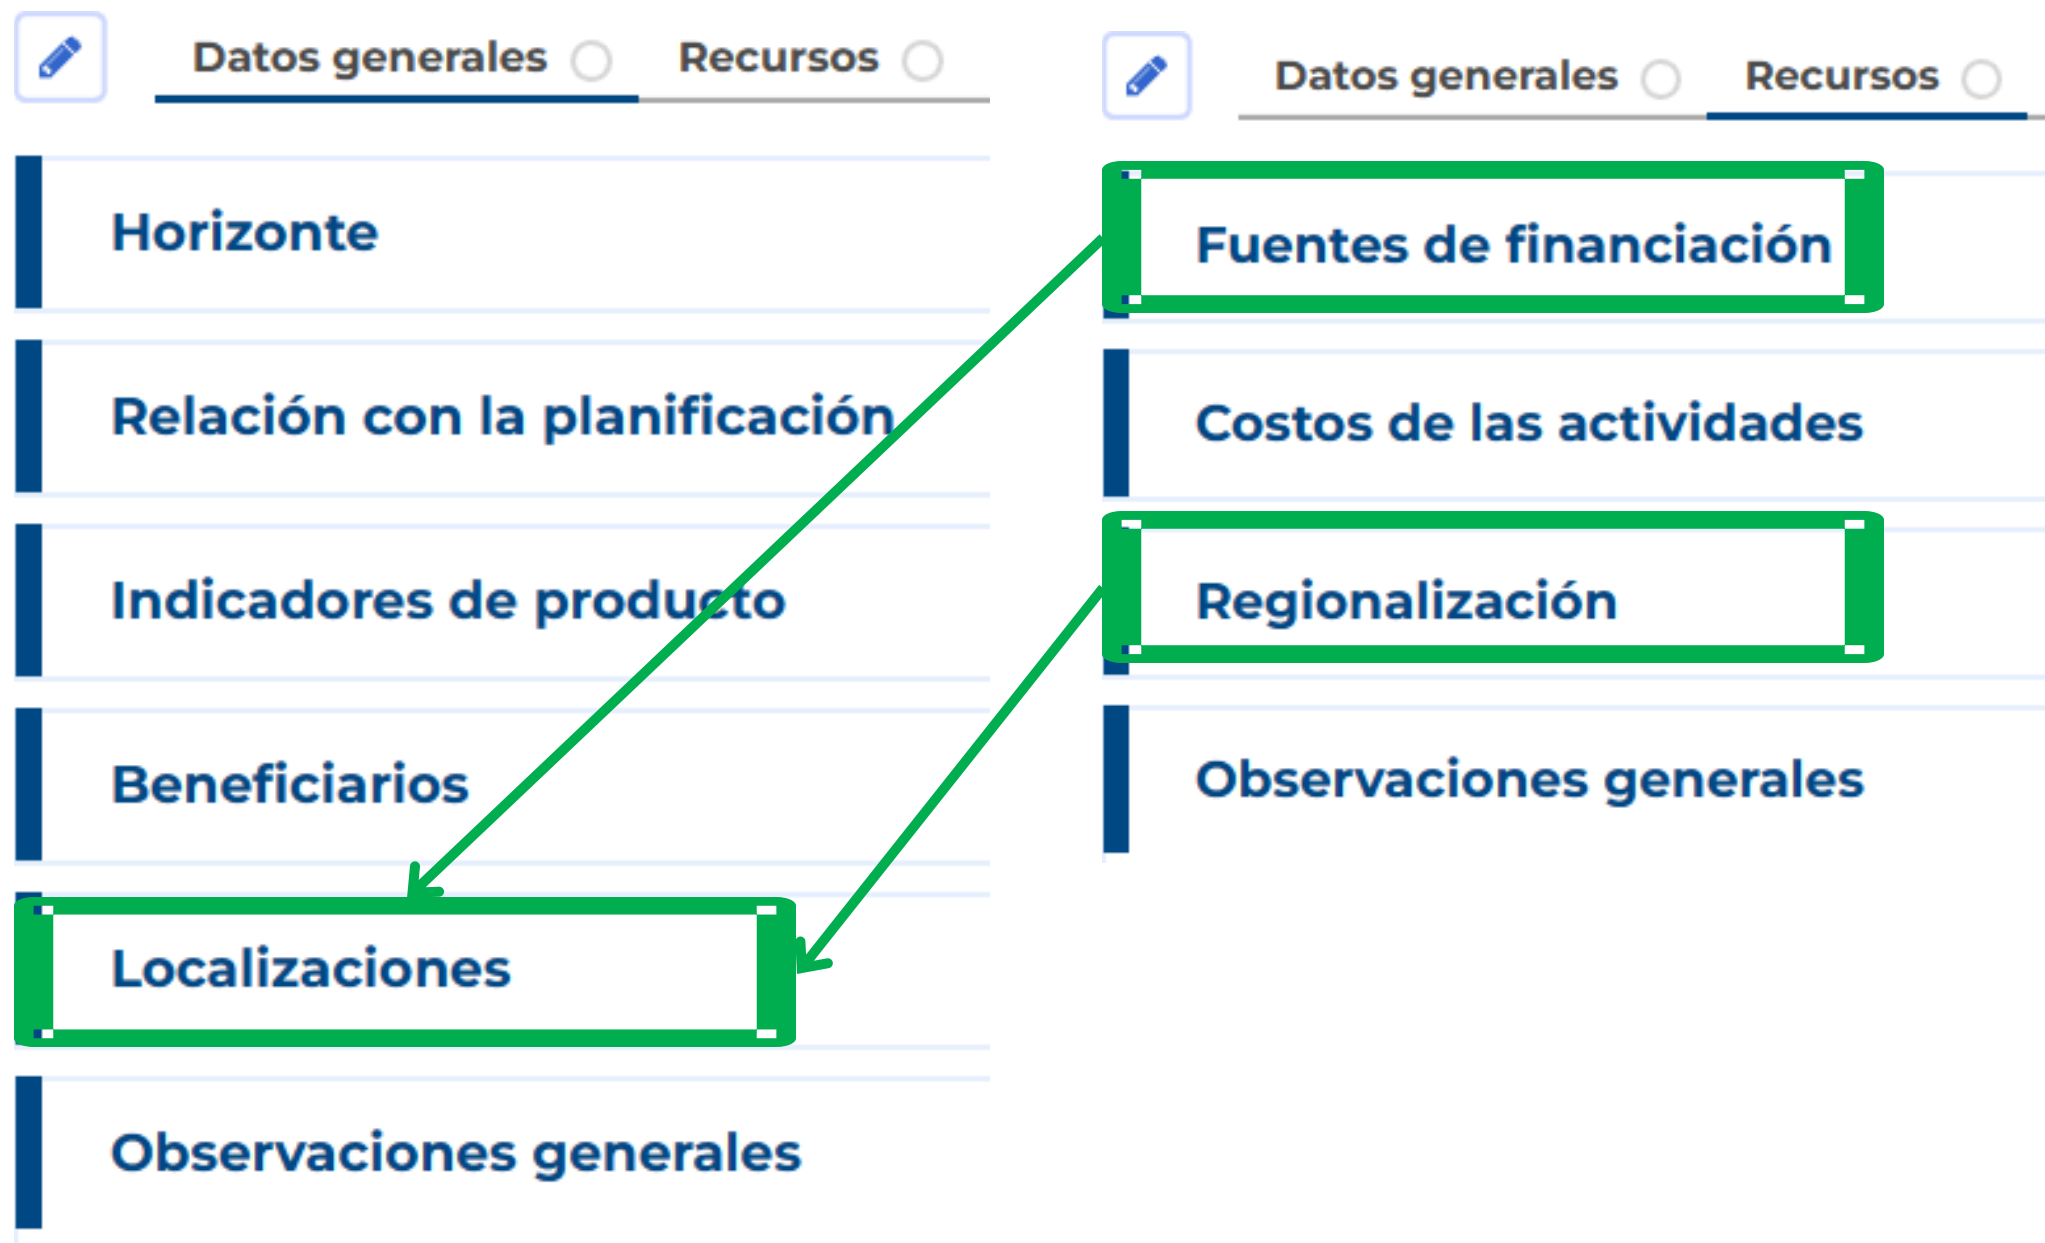 Datos generales
Recursos
Horizonte
Relación con la planificación
Indicadores de producto
Beneficiarios
Localizaciones
Observaciones generales
Datos generales
Recursos
Fuentes de financiación
Costos de las actividades
Regionalización
Observaciones generales